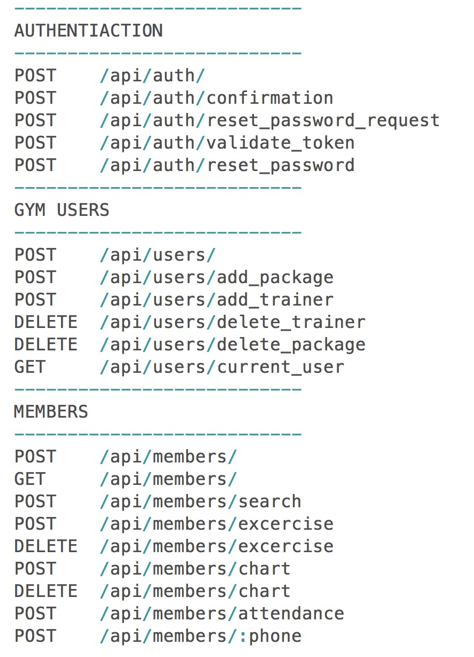 ---------------------------
AUTHENTIACTION
---------------------------
POST    /api/auth/
POST    /api/auth/confirmation
POST    /api/auth/reset_password_request
POST    /api/auth/validate_token
POST    /api/auth/reset_password
---------------------------
GYM USERS
---------------------------
POST    /api/users/
POST    /api/users/add_package
POST    /api/users/add_trainer
DELETE  /api/users/delete_trainer
DELETE  /api/users/delete_package
GET     /api/users/current_user
---------------------------
MEMBERS
---------------------------
POST    /api/members/
GET     /api/members/
POST    /api/members/search
POST    /api/members/excercise
DELETE  /api/members/excercise
POST    /api/members/chart
DELETE  /api/members/chart
POST    /api/members/attendance
POST    /api/members/:phone